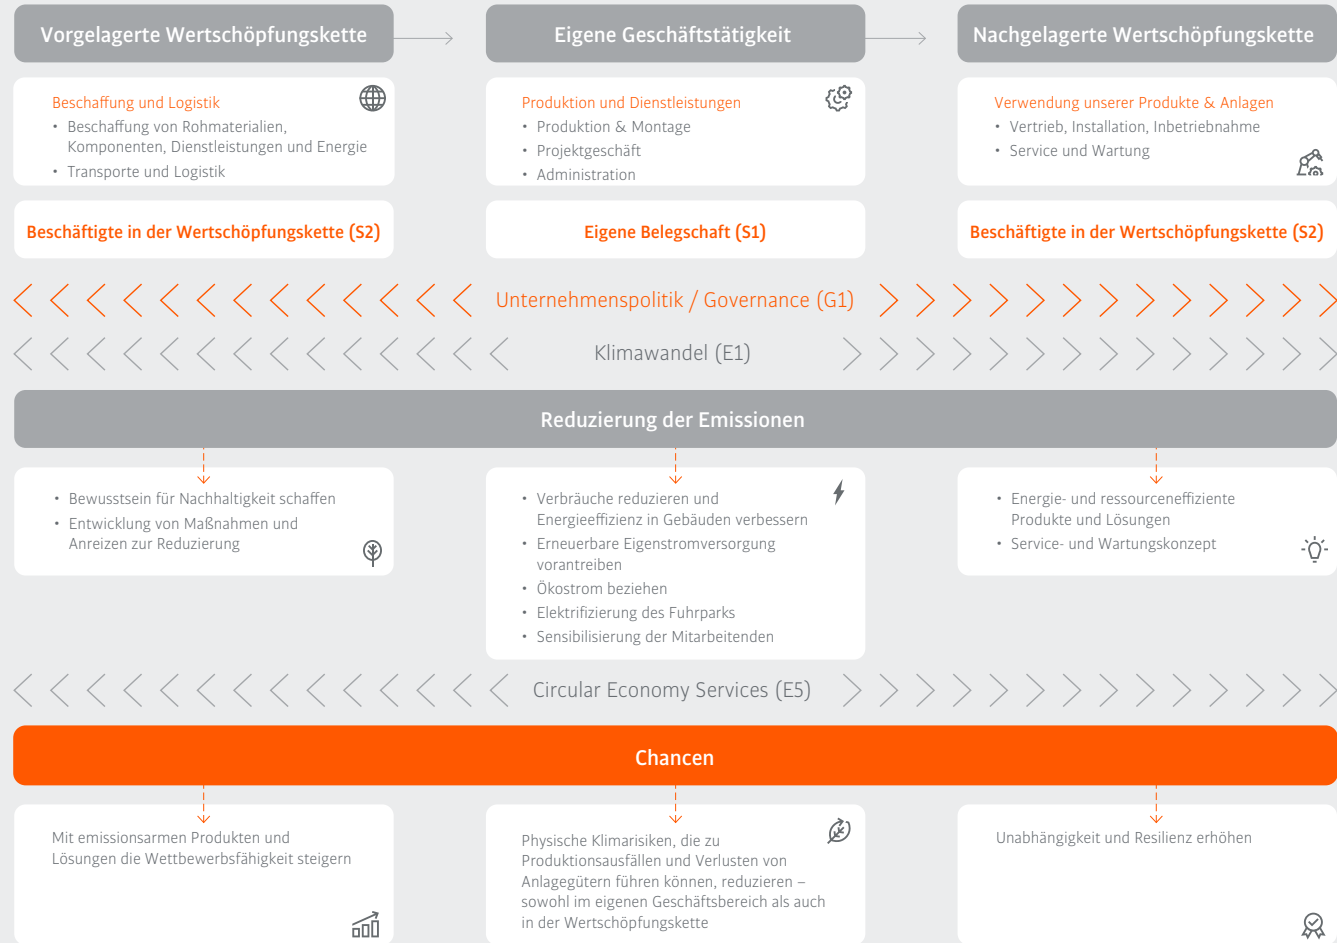 Vorgelagerte Wertschöpfungskette
Eigene Geschäftstätigkeit
Nachgelagerte Wertschöpfungskette
Beschaffung und Logistik
• Beschaffung von Rohmaterialien,
Komponenten, Dienstleistungen und Energie
• Transporte und Logistik
Produktion und Dienstleistungen
• Produktion & Montage
• Projektgeschäft
• Administration
Verwendung unserer Produkte & Anlagen
• Vertrieb, Installation, Inbetriebnahme
• Service und Wartung
Beschäftigte in der Wertschöpfungskette (S2)
Eigene Belegschaft (S1)
Beschäftigte in der Wertschöpfungskette (S2)
Unternehmenspolitik / Governance (G1)
Klimawandel (E1)
Reduzierung der Emissionen
• Bewusstsein für Nachhaltigkeit schaffen
• Entwicklung von Maßnahmen und
Anreizen zur Reduzierung
• Verbräuche reduzieren und
Energieeffizienz in Gebäuden verbessern
• Erneuerbare Eigenstromversorgung
vorantreiben
• Ökostrom beziehen
• Elektrifizierung des Fuhrparks
• Sensibilisierung der Mitarbeitenden
• Energie- und ressourceneffiziente
Produkte und Lösungen
• Service- und Wartungskonzept
Circular Economy Services (E5)
Chancen
Mit emissionsarmen Produkten und
Lösungen die Wettbewerbsfähigkeit steigern
Physische Klimarisiken, die zu
Produktionsausfällen und Verlusten von
Anlagegütern führen können, reduzieren –
sowohl im eigenen Geschäftsbereich als auch
in der Wertschöpfungskette
Unabhängigkeit und Resilienz erhöhen